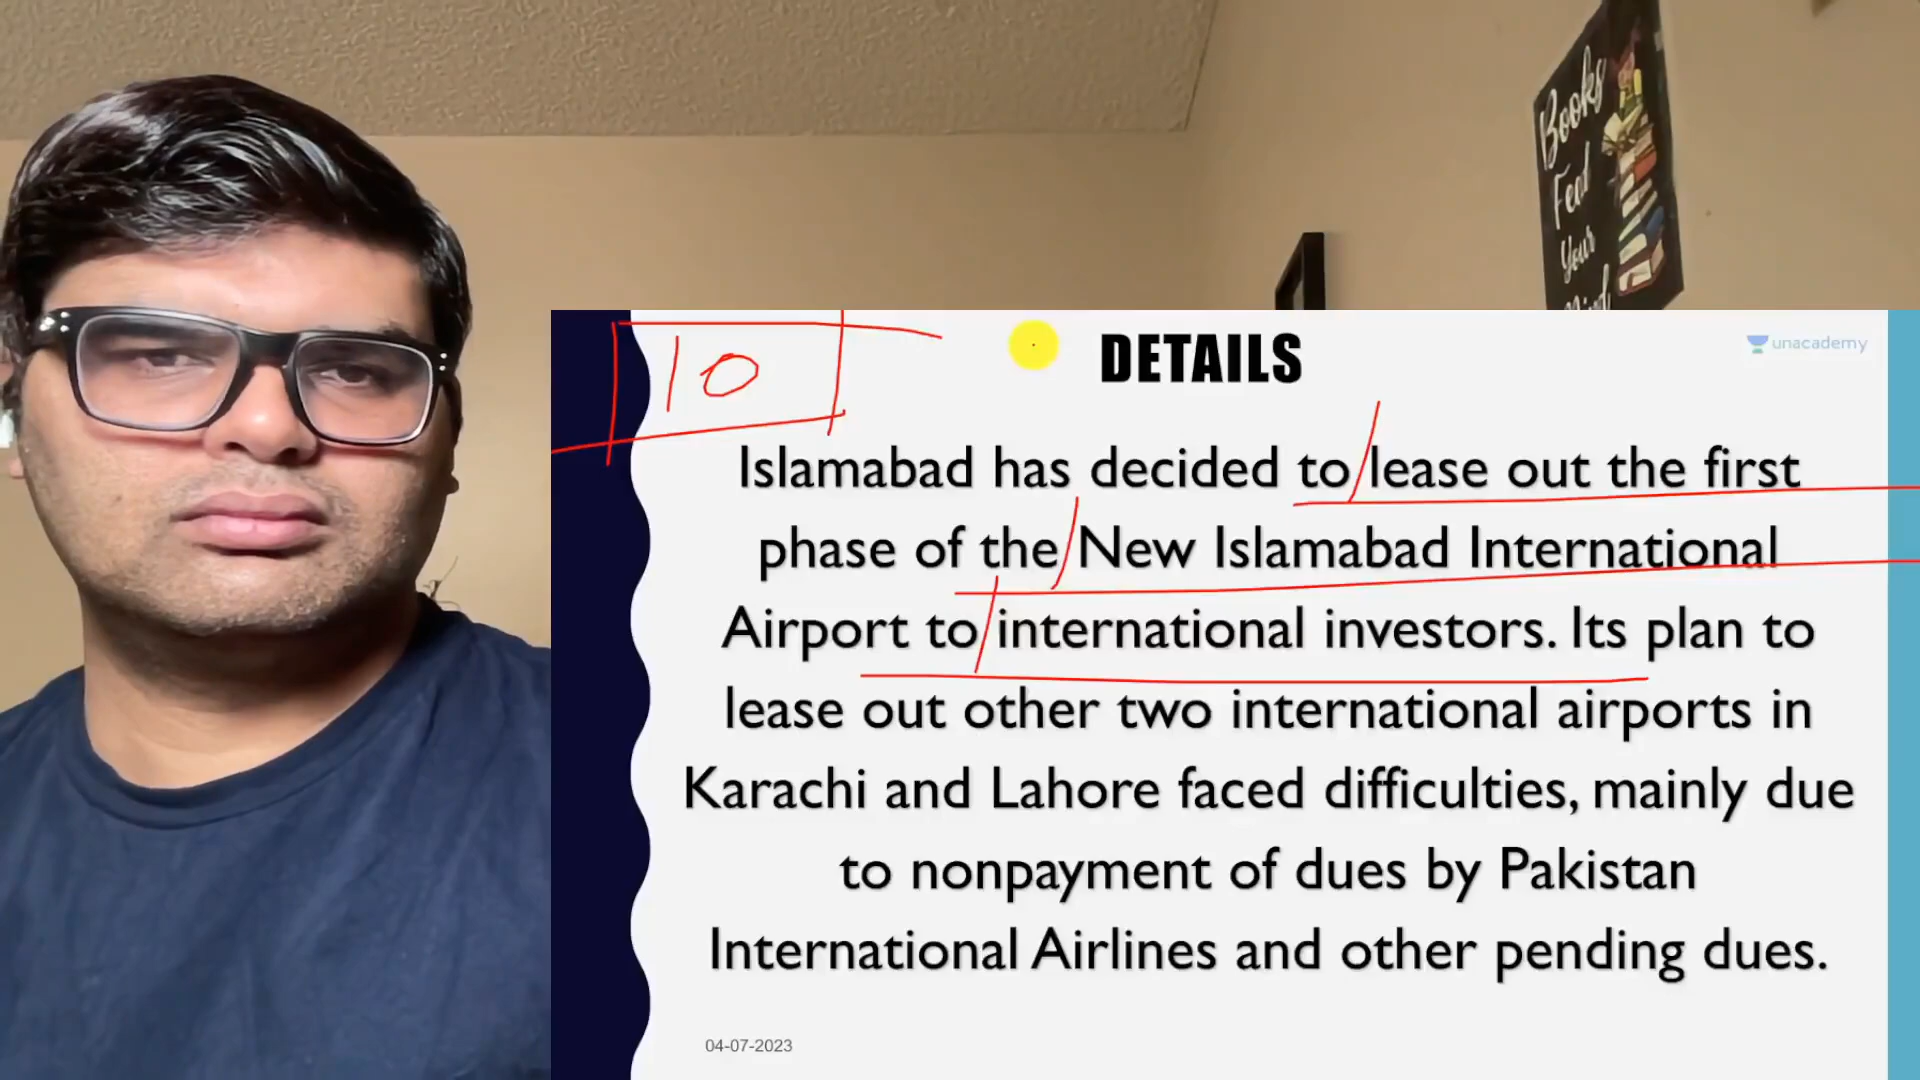 Books
Feed
Your
Mind
10
DETAILS
unacademy
Islamabad has decided to lease out the first
phase of the New Islamabad International
Airport to international investors. Its plan to
lease out other two international airports in
Karachi and Lahore faced difficulties, mainly due
to nonpayment of dues by Pakistan
International Airlines and other pending dues.
04-07-2023